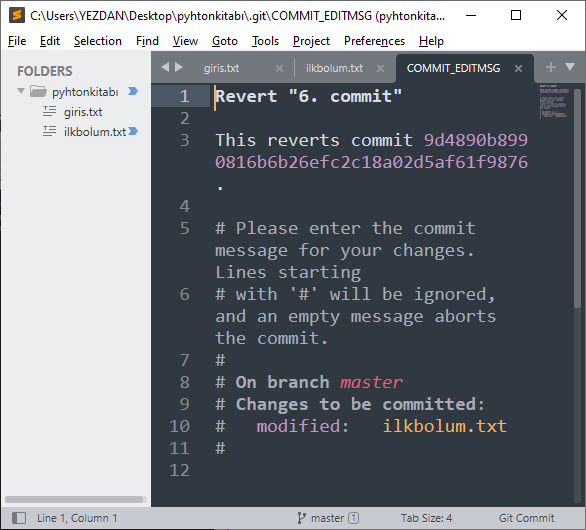 C:\Users\YEZDAN\Desktop\pyhtonkitabı\.git\COMMIT_EDITMSG (pyhtonkita...
File Edit Selection Find View Goto Tools Project Preferences Help
FOLDERS
pyhtonkitabı
giris.txt
ilkbolum.txt
giris.txt
ilkbolum.txt
COMMIT_EDITMSG
1 Revert "6. commit"
2
3 This reverts commit 9d4890b899
0816b6b26efc2c18a02d5af61f9876
.
4
5 # Please enter the commit
message for your changes.
Lines starting
6 # with '#' will be ignored,
and an empty message aborts
the commit.
7 #
8 # On branch master
9 # Changes to be committed:
10 # modified: ilkbolum.txt
11 #
12
Line 1, Column 1
master 1
Tab Size: 4
Git Commit